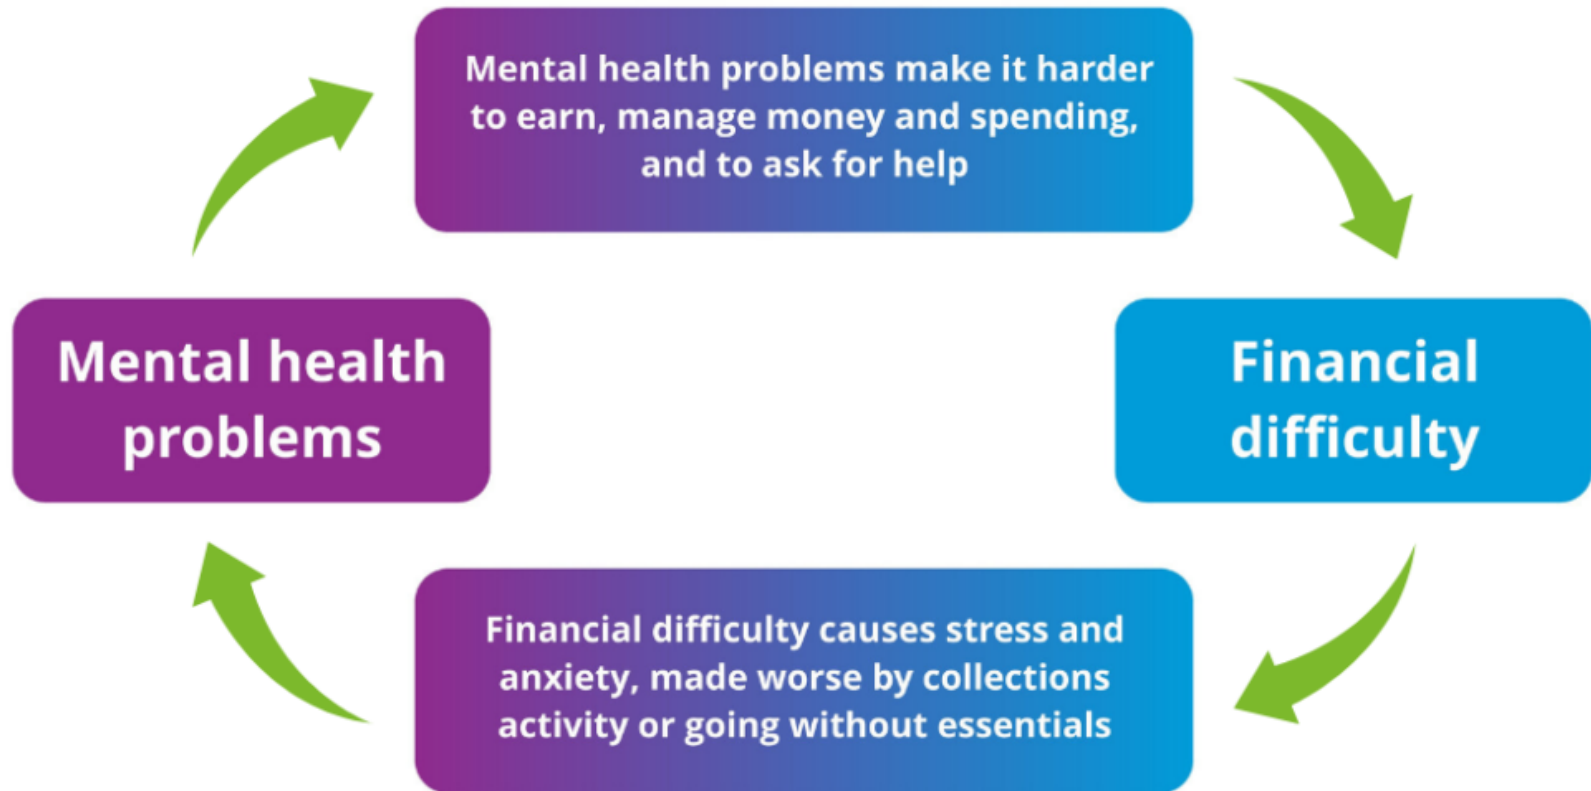 Mental health problems make it harder
to earn, manage money and spending,
and to ask for help
Mental health
problems
Financial
difficulty
Financial difficulty causes stress and
anxiety, made worse by collections
activity or going without essentials